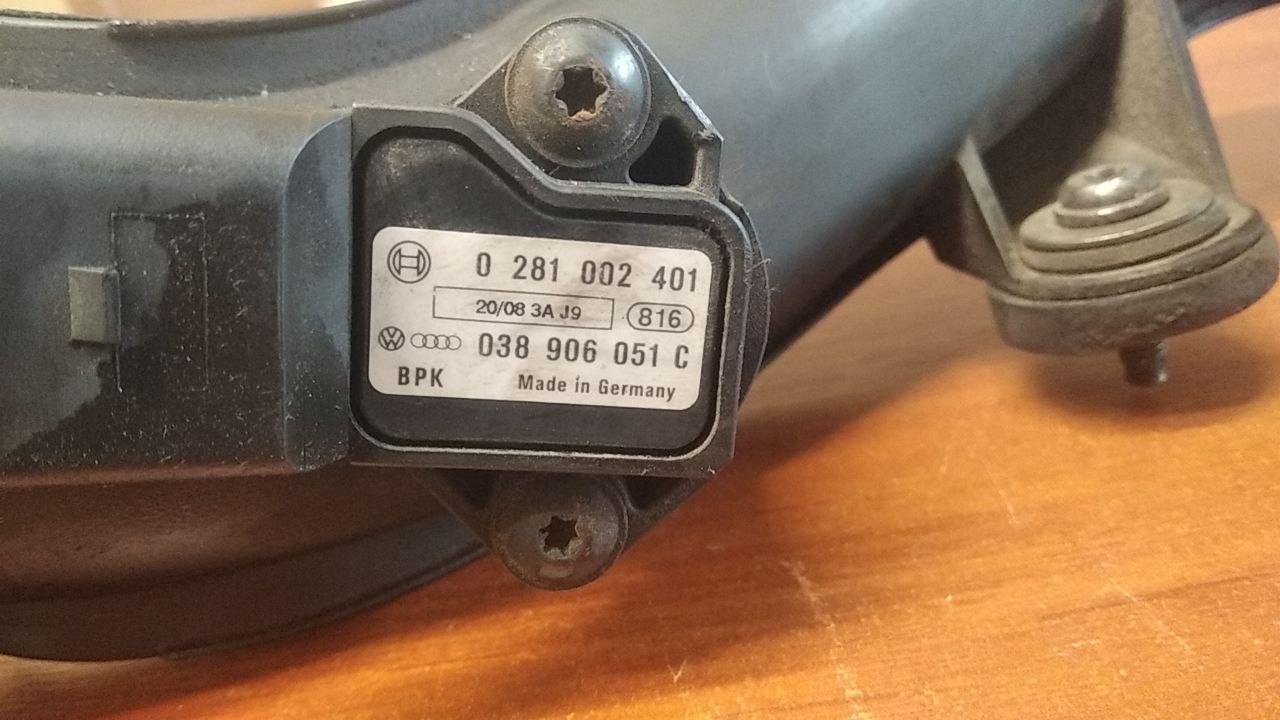 0 281 002 401
20/08 3A J9
816
038 906 051 C
BPK
Made in Germany